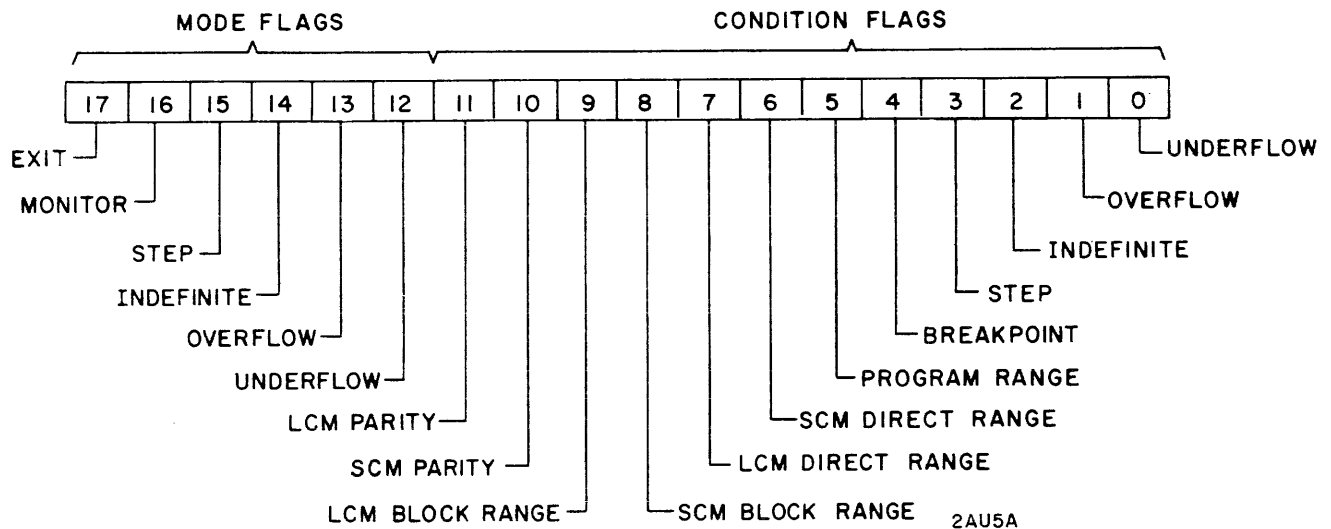 MODE FLAGS
CONDITION FLAGS
17 16 15 14 13 12 11 10 9 8 7 6 5 4 3 2 1 0
EXIT
UNDERFLOW
MONITOR
OVERFLOW
STEP
INDEFINITE
INDEFINITE
STEP
OVERFLOW
BREAKPOINT
UNDERFLOW
PROGRAM RANGE
LCM PARITY
SCM DIRECT RANGE
SCM PARITY
LCM DIRECT RANGE
LCM BLOCK RANGE
SCM BLOCK RANGE
2AU5A